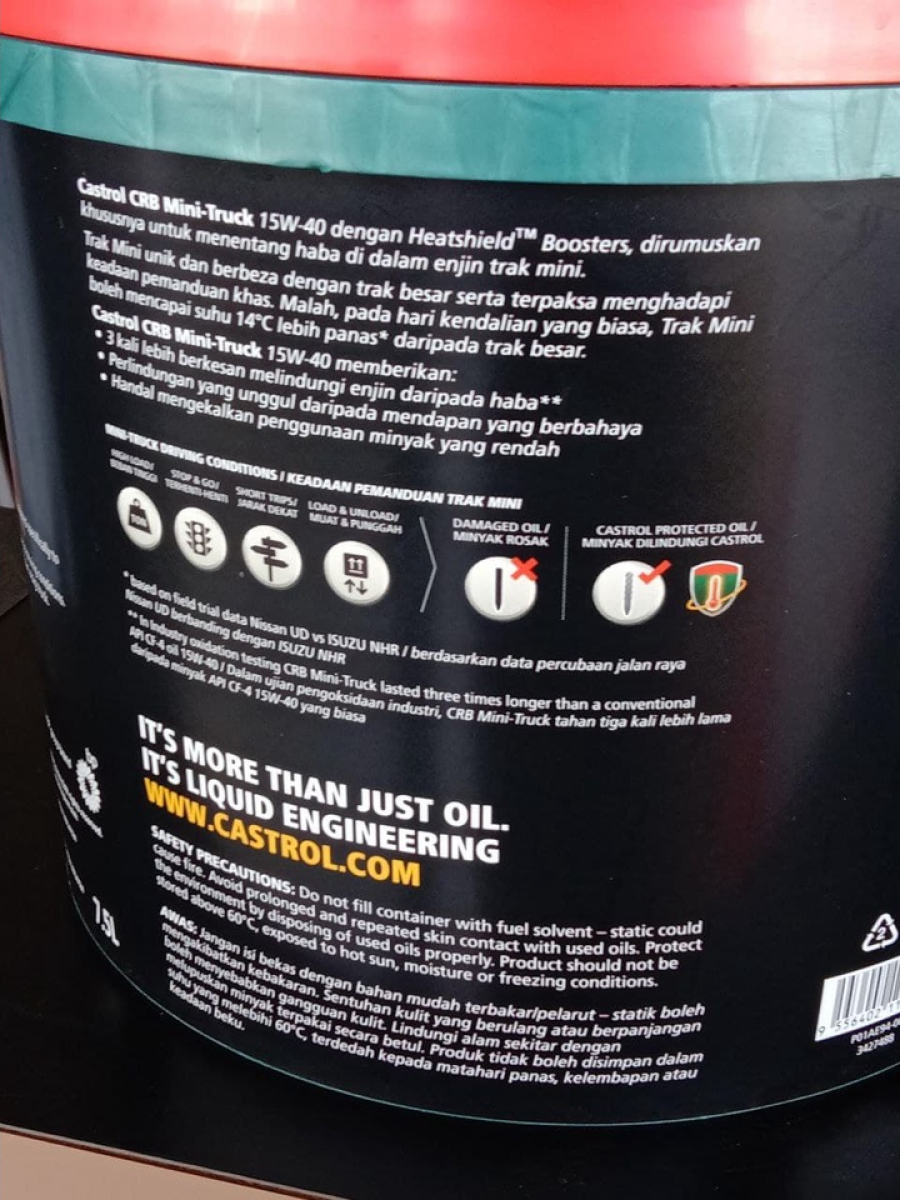 Castrol CRB Mini-Truck 15W-40 dengan Heatshield™ Boosters, dirumuskan
khususnya untuk menentang haba di dalam enjin trak mini.
Trak Mini unik dan berbeza dengan trak besar serta terpaksa menghadapi
keadaan pemanduan khas. Malah, pada hari kendalian yang biasa, Trak Mini
boleh mencapai suhu 14°C lebih panas* daripada trak besar.
Castrol CRB Mini-Truck 15W-40 memberikan:
• 3 kali lebih berkesan melindungi enjin daripada haba**
• Perlindungan yang unggul daripada mendapan yang berbahaya
• Handal mengekalkan penggunaan minyak yang rendah
MINI-TRUCK DRIVING CONDITIONS / KEADAAN PEMANDUAN TRAK MINI
HIGH LOAD/
BEBAN TINGGI
STOP & GO/
TERHENTI-HENTI
SHORT TRIPS/
JARAK DEKAT
LOAD & UNLOAD/
MUAT & PUNGGAH
DAMAGED OIL/
MINYAK ROSAK
CASTROL PROTECTED OIL/
MINYAK DILINDUNGI CASTROL
* based on field trial data Nissan UD vs ISUZU NHR / berdasarkan data percubaan jalan raya
Nissan UD berbanding dengan ISUZU NHR
** In Industry oxidation testing CRB Mini-Truck lasted three times longer than a conventional
API CF-4 oil 15W-40 / Dalam ujian pengoksidaan industri, CRB Mini-Truck tahan tiga kali lebih lama
daripada minyak API CF-4 15W-40 yang biasa
IT'S MORE THAN JUST OIL.
IT'S LIQUID ENGINEERING
WWW.CASTROL.COM
SAFETY PRECAUTIONS: Do not fill container with fuel solvent – static could
cause fire. Avoid prolonged and repeated skin contact with used oils. Protect
the environment by disposing of used oils properly. Product should not be
stored above 60°C, exposed to hot sun, moisture or freezing conditions.
AWAS: Jangan isi bekas dengan bahan mudah terbakar/pelarut – statik boleh
mengakibatkan kebakaran. Sentuhan kulit yang berulang atau berpanjangan
boleh menyebabkan gangguan kulit. Lindungi alam sekitar dengan
melupuskan minyak terpakai secara betul. Produk tidak boleh disimpan dalam
suhu yang melebihi 60°C, terdedah kepada matahari panas, kelembapan atau
keadaan beku.
7.5L
2
9 556402
3427488